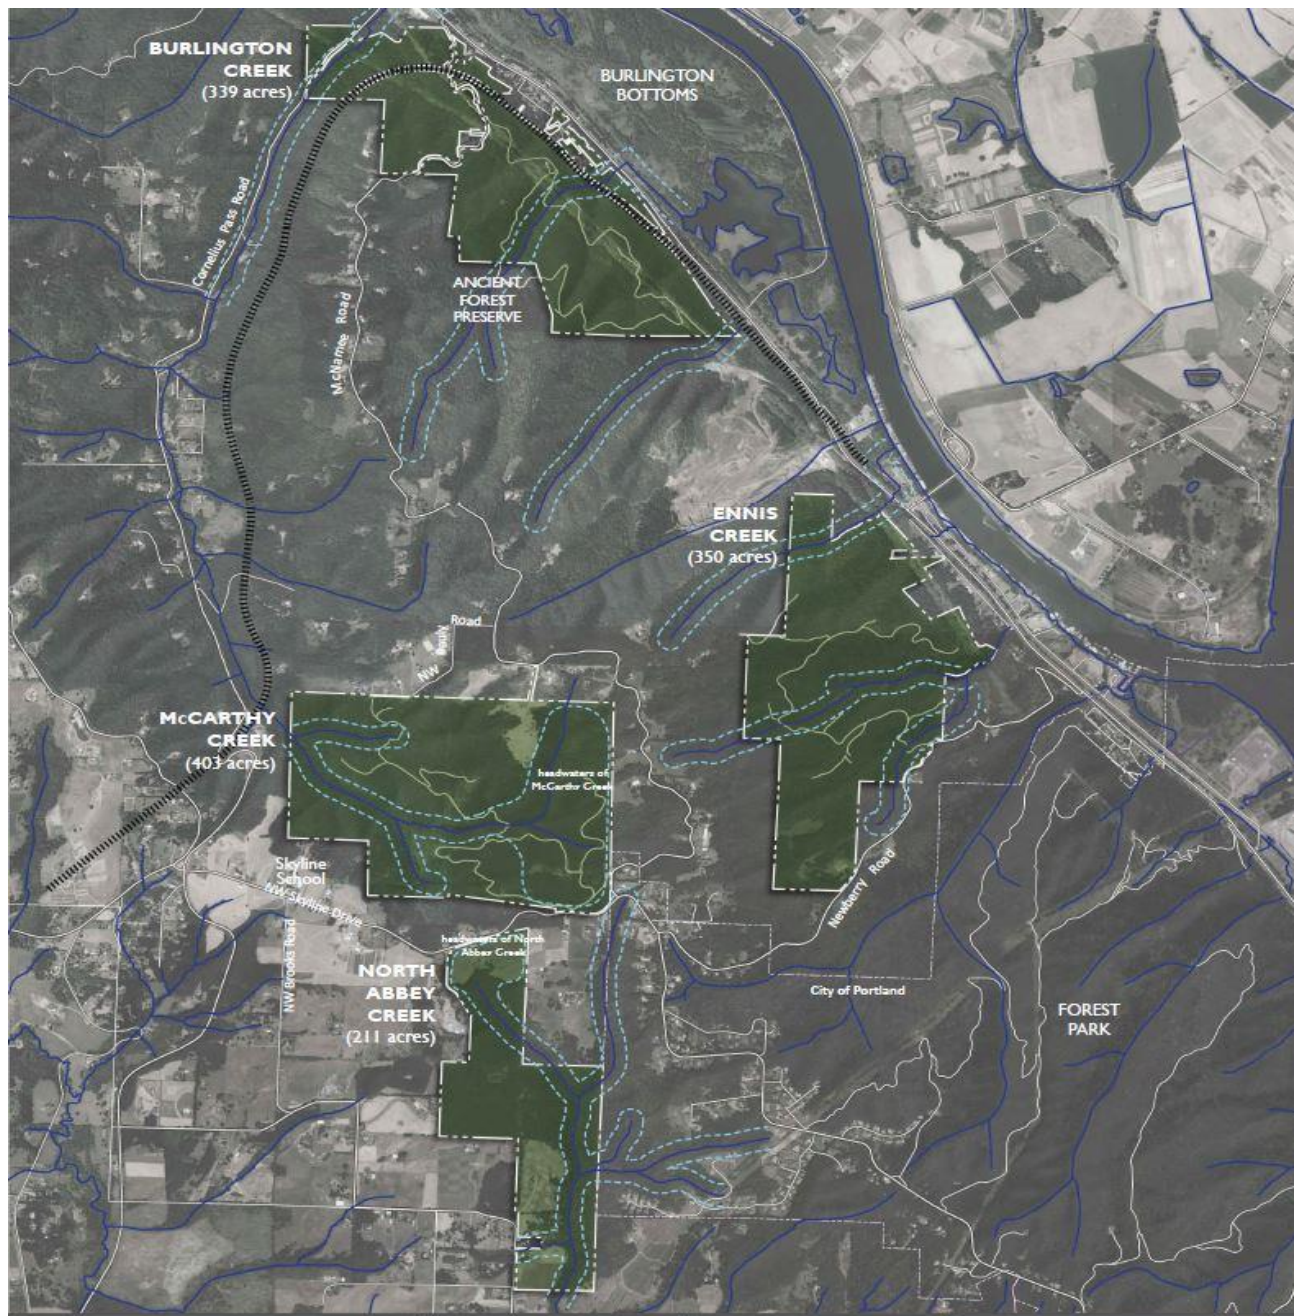 BURLINGTON
CREEK
(339 acres)
BURLINGTON
BOTTOMS
Cornelius Pass Road
McNamee Road
ANCIENT
FOREST
PRESERVE
ENNIS
CREEK
(350 acres)
NW
Road
McCARTHY
CREEK
(403 acres)
headwaters of
McCarthy Creek
Skyline
School
NW Skyline Drive
Newberry Road
NW Brooks Road
headwaters of North
Abbey Creek
NORTH
ABBEY
CREEK
(211 acres)
City of Portland
FOREST
PARK